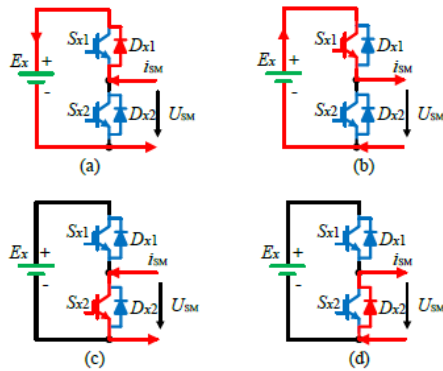 Sx1 Dx1
Ex + iSM
- Sx2 Dx2 USM
(a)
Sx1 Dx1
Ex + iSM
- Sx2 Dx2 USM
(b)
Sx1 Dx1
Ex + iSM
- Sx2 Dx2 USM
(c)
Sx1 Dx1
Ex + iSM
- Sx2 Dx2 USM
(d)